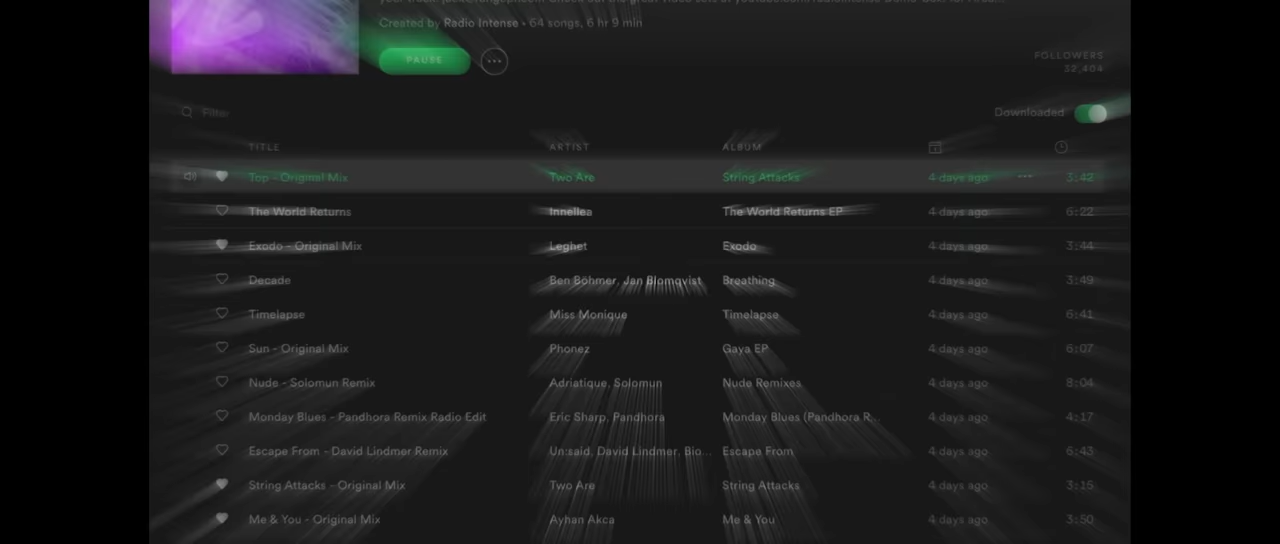 Created by Radio Intense • 64 songs, 6 hr 9 min
PAUSE
FOLLOWERS
32,404
Filter
Downloaded
TITLE ARTIST ALBUM
Top - Original Mix Two Are String Attacks 4 days ago 3:42
The World Returns Innellea The World Returns EP 4 days ago 6:22
Exodo - Original Mix Leghet Exodo 4 days ago 3:44
Decade Ben Böhmer, Jan Blomqvist Breathing 4 days ago 3:49
Timelapse Miss Monique Timelapse 4 days ago 6:41
Sun - Original Mix Phonez Gaya EP 4 days ago 6:07
Nude - Solomun Remix Adriatique, Solomun Nude Remixes 4 days ago 8:04
Monday Blues - Pandhora Remix Radio Edit Eric Sharp, Pandhora Monday Blues (Pandhora R... 4 days ago 4:17
Escape From - David Lindmer Remix Un:said, David Lindmer, Bio... Escape From 4 days ago 6:43
String Attacks - Original Mix Two Are String Attacks 4 days ago 3:15
Me & You - Original Mix Ayhan Akca Me & You 4 days ago 3:50